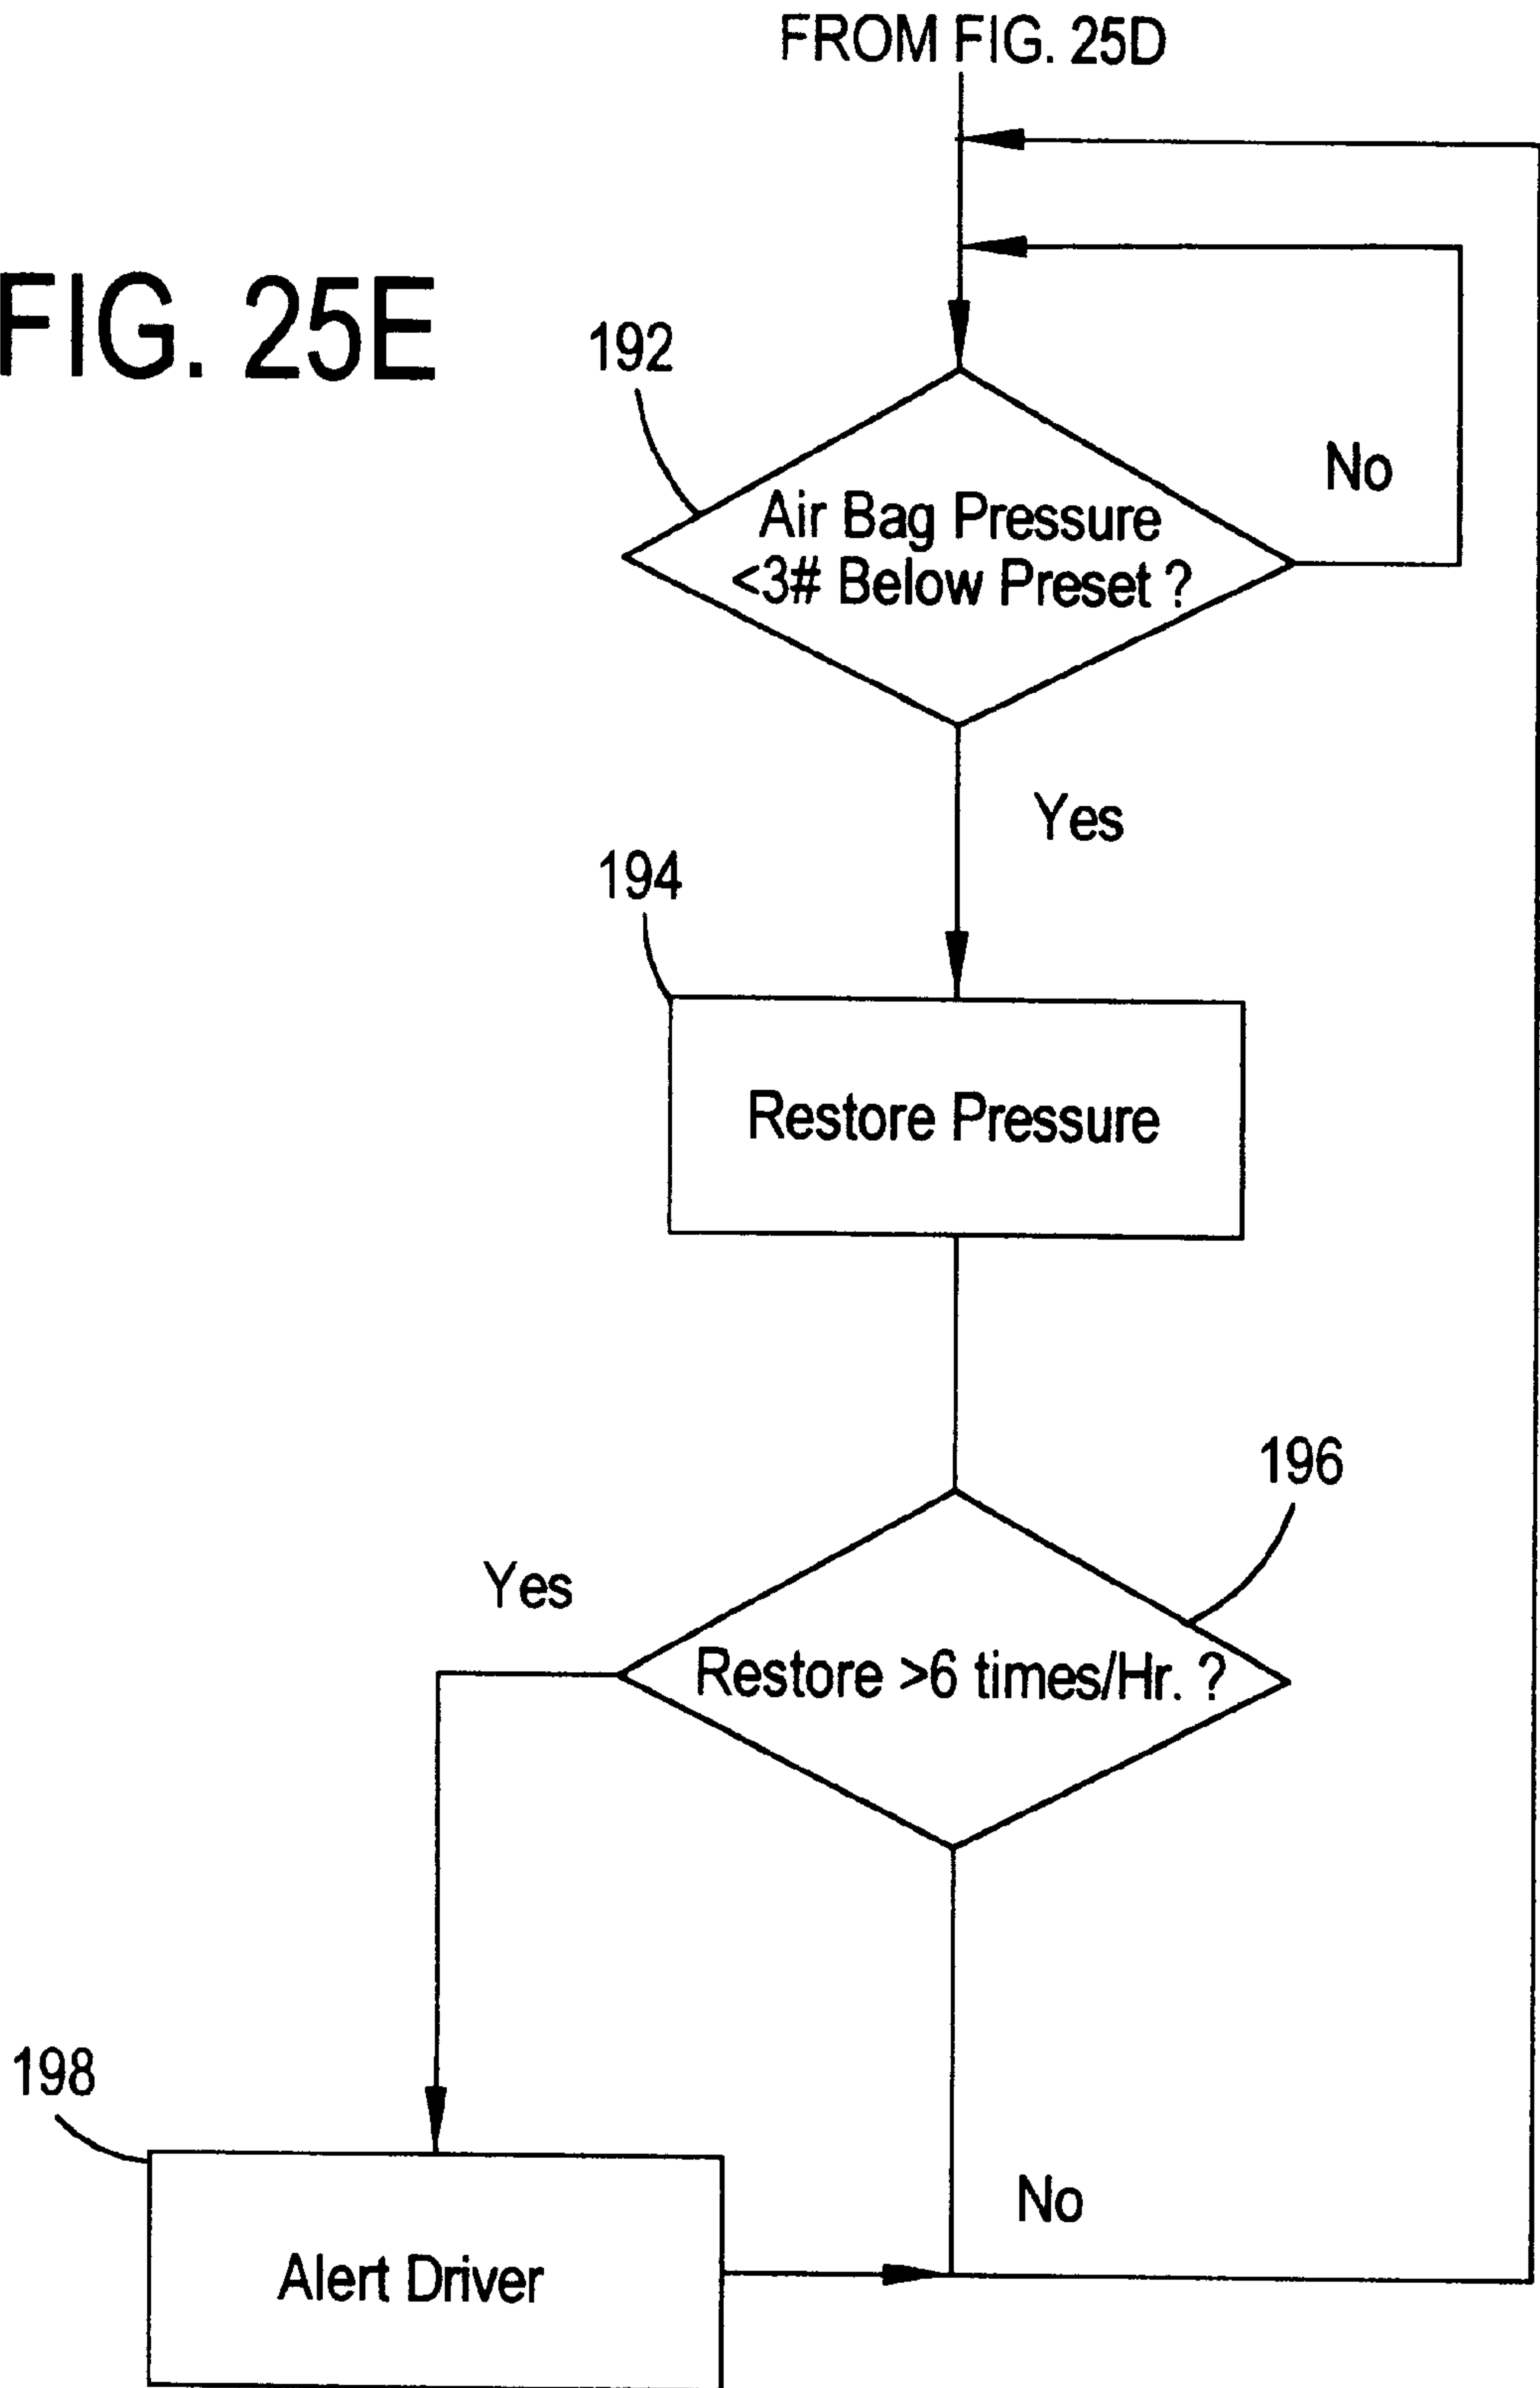 FROM FIG. 25D
FIG. 25E
192
No
Air Bag Pressure
<3# Below Preset ?
Yes
194
Restore Pressure
196
Yes
Restore >6 times/Hr. ?
198
No
Alert Driver